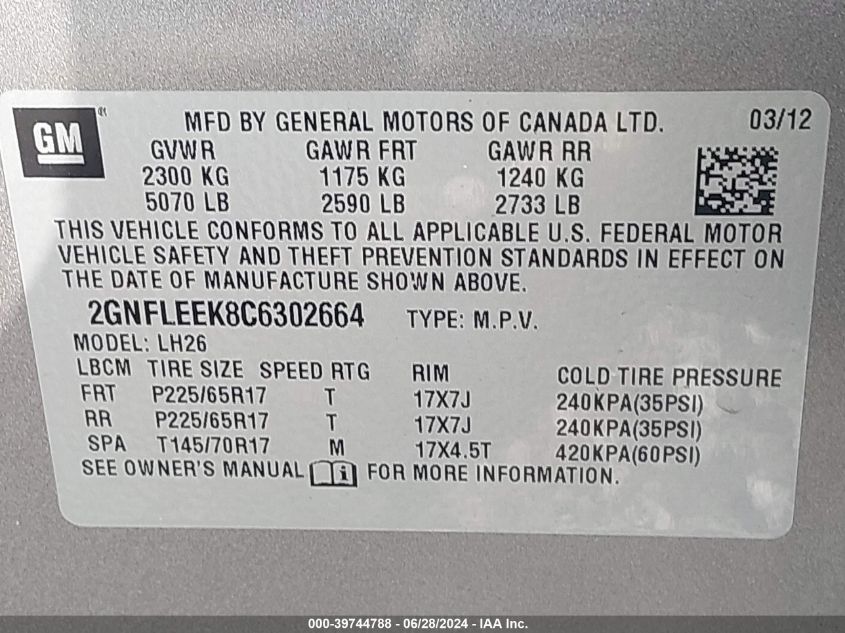 GM ® MFD BY GENERAL MOTORS OF CANADA LTD. 03/12
GVWR GAWR FRT GAWR RR
2300 KG 1175 KG 1240 KG
5070 LB 2590 LB 2733 LB
THIS VEHICLE CONFORMS TO ALL APPLICABLE U.S. FEDERAL MOTOR
VEHICLE SAFETY AND THEFT PREVENTION STANDARDS IN EFFECT ON
THE DATE OF MANUFACTURE SHOWN ABOVE.
2GNFLEEK8C6302664 TYPE: M.P.V.
MODEL: LH26
LBCM TIRE SIZE SPEED RTG RIM COLD TIRE PRESSURE
FRT P225/65R17 T 17X7J 240KPA(35PSI)
RR P225/65R17 T 17X7J 240KPA(35PSI)
SPA T145/70R17 M 17X4.5T 420KPA(60PSI)
SEE OWNER'S MANUAL FOR MORE INFORMATION.
000-39744788 - 06/28/2024 - IAA Inc.